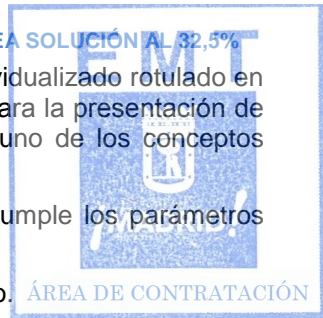 EA SOLUCIÓN AL 32,5%
EMT
vidualizado rotulado en
ara la presentación de
uno de los conceptos
¡MADRID!
umple los parámetros
o.
ÁREA DE CONTRATACIÓN